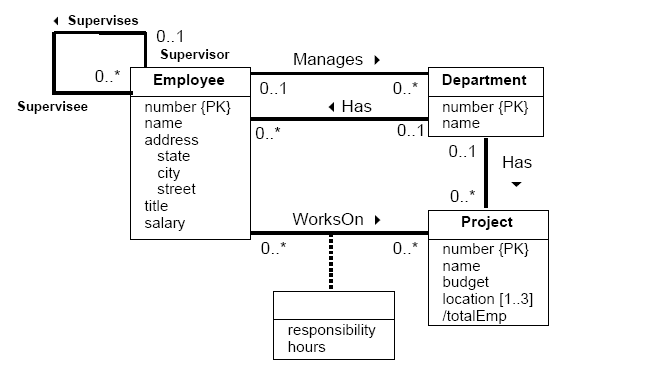 Supervises
0..1
Supervisor
0..*
Supervisee
Employee
number {PK}
name
address
state
city
street
title
salary
Manages
0..1
0..*
Has
0..*
0..1
Department
number {PK}
name
0..1
Has
0..*
WorksOn
0..*
0..*
Project
number {PK}
name
budget
location [1..3]
/totalEmp
responsibility
hours